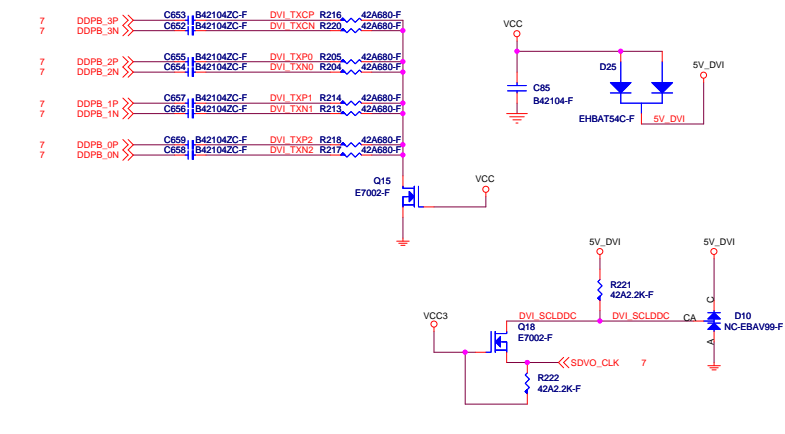 7 DDPB_3P C653 B42104ZC-F DVI_TXCP R216 42A680-F
7 DDPB_3N C652 B42104ZC-F DVI_TXCN R220 42A680-F
7 DDPB_2P C655 B42104ZC-F DVI_TXP0 R205 42A680-F
7 DDPB_2N C654 B42104ZC-F DVI_TXN0 R204 42A680-F
7 DDPB_1P C657 B42104ZC-F DVI_TXP1 R214 42A680-F
7 DDPB_1N C656 B42104ZC-F DVI_TXN1 R213 42A680-F
7 DDPB_0P C659 B42104ZC-F DVI_TXP2 R218 42A680-F
7 DDPB_0N C658 B42104ZC-F DVI_TXN2 R217 42A680-F
Q15
E7002-F
VCC
VCC
D25
5V_DVI
C85
B42104-F
EHBAT54C-F
5V_DVI
5V_DVI
5V_DVI
R221
42A2.2K-F
VCC3
DVI_SCLDDC
DVI_SCLDDC
Q18
E7002-F
C
CA
A
D10
NC-EBAV99-F
SDVO_CLK 7
R222
42A2.2K-F